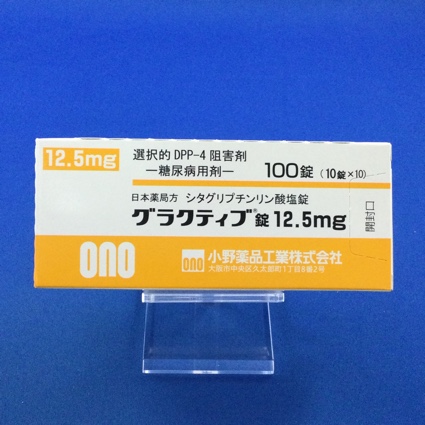 12.5mg
選択的 DPP-4 阻害剤
ー糖尿病用剤ー
100錠 (10錠×10)
日本薬局方 シタグリプチンリン酸塩錠
グラクティブ®錠 12.5mg
開封口
ono
ono 小野薬品工業株式会社
大阪市中央区久太郎町1丁目8番2号